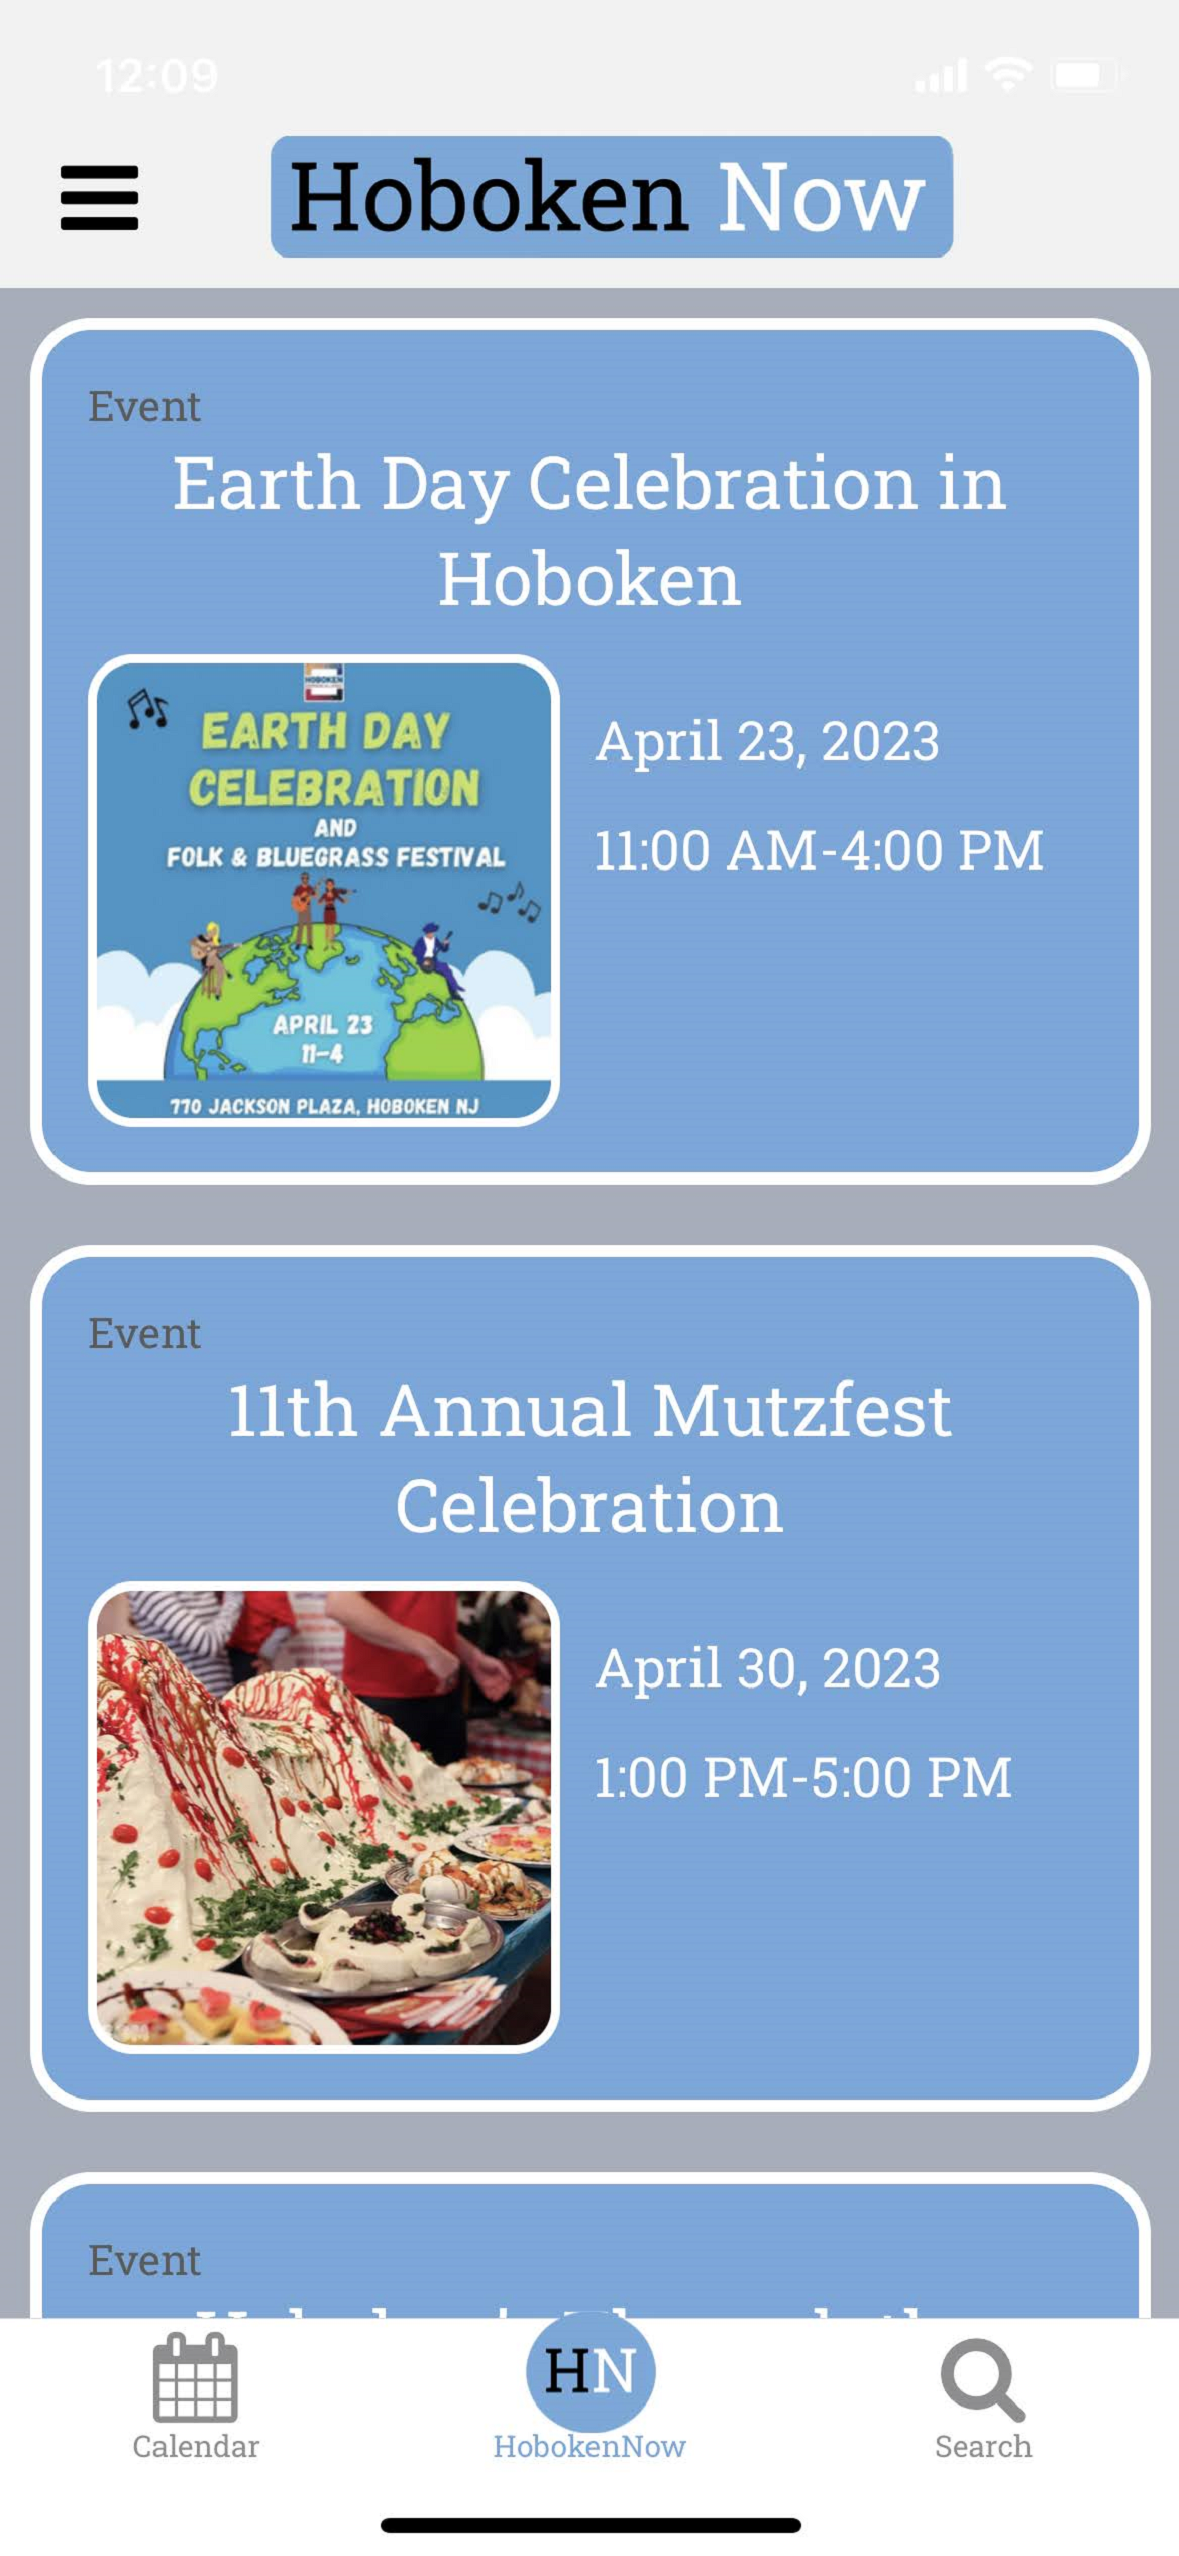 12:09
Hoboken Now
Event
Earth Day Celebration in
Hoboken
HOBOKEN
EARTH DAY
CELEBRATION
AND
FOLK & BLUEGRASS FESTIVAL
APRIL 23
11-4
770 JACKSON PLAZA, HOBOKEN NJ
April 23, 2023
11:00 AM-4:00 PM
Event
11th Annual Mutzfest
Celebration
April 30, 2023
1:00 PM-5:00 PM
Event
HN
Calendar
HobokenNow
Search